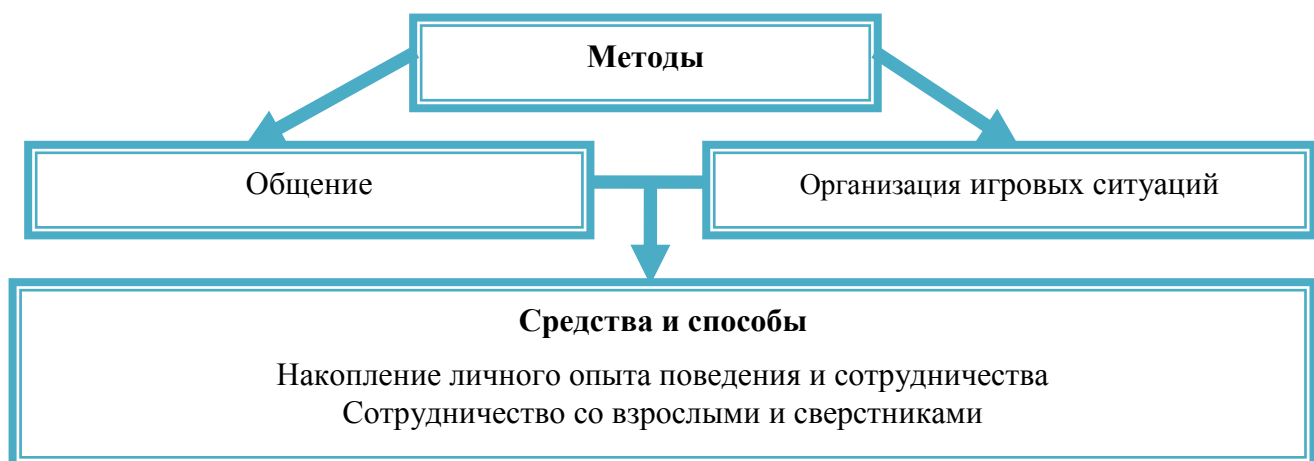 Методы
Общение
Организация игровых ситуаций
Средства и способы
Накопление личного опыта поведения и сотрудничества
Сотрудничество со взрослыми и сверстниками